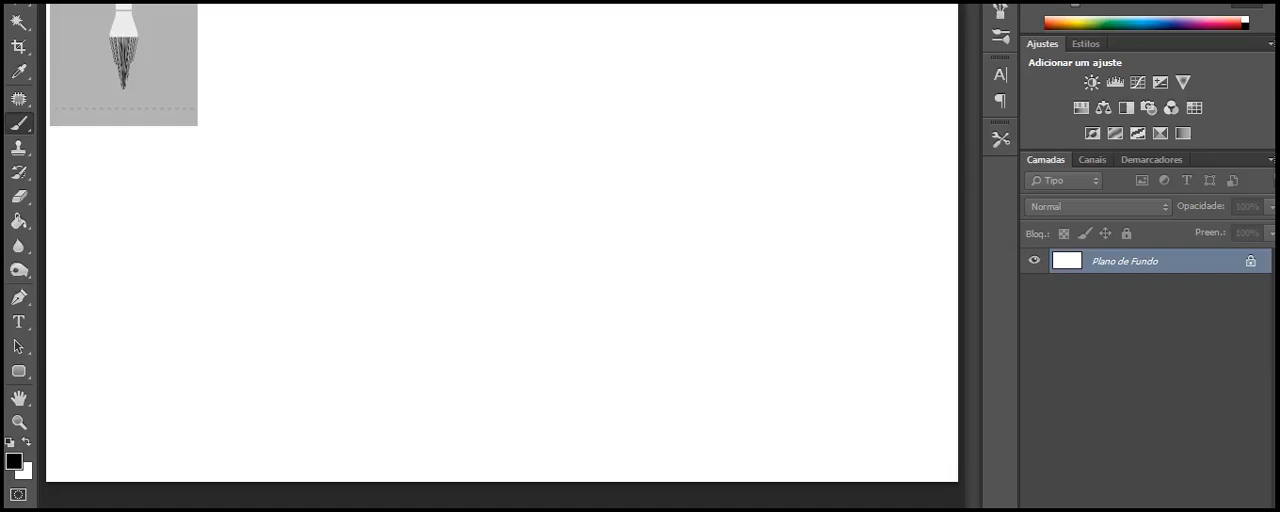 Ajustes Estilos
Adicionar um ajuste
Camadas Canais Demarcadores
Tipo
Normal Opacidade: 100%
Bloq.: Preen.: 100%
Plano de Fundo